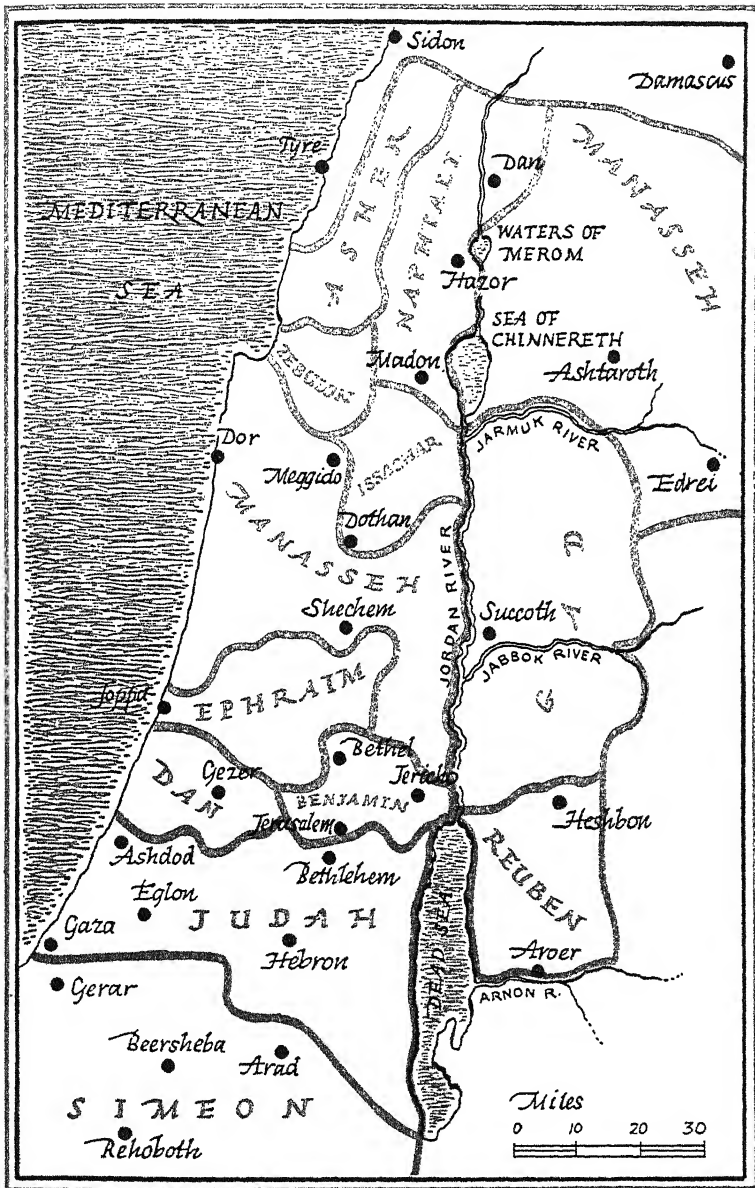 Sidon
Damascus
Tyre
ASHER
NAPHTALI
Dan
MANASSEH
MEDITERRANEAN
SEA
WATERS OF
MEROM
Hazor
SEA OF
CHINNERETH
ZEBULUN
Madon
Ashtaroth
Dor
JARMUK RIVER
Meggido
ISSACHAR
Edrei
MANASSEH
Dothan
JORDAN RIVER
GAD
Shechem
Succoth
JABBOK RIVER
EPHRAIM
Joppa
Bethel
DAN
Gezer
Jericho
BENJAMIN
Heshbon
Jerusalem
REUBEN
Ashdod
Bethlehem
Eglon
JUDAH
DEAD SEA
Gaza
Hebron
Aroer
Gerar
ARNON R.
Beersheba
Arad
SIMEON
Rehoboth
Miles
0 10 20 30